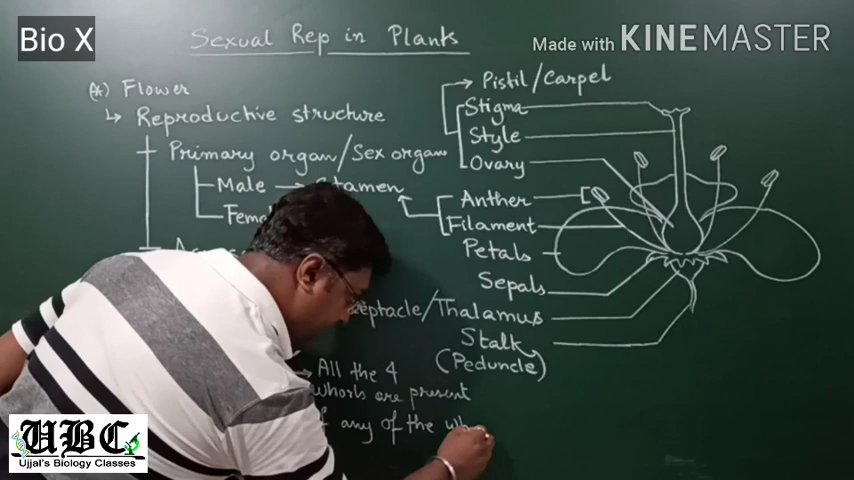 Bio X
Sexual Rep in Plants
Made with KINEMASTER
(*) Flower
Reproductive structure
Primary organ/Sex organ
Male → Stamen
Pistil/Carpel
Stigma
Style
Ovary
Anther
Filament
Petals
Sepals
Thalamus
Stalk
(Peduncle)
→ All the 4
whorls are present
any of the
UBC
Ujjal's Biology Classes